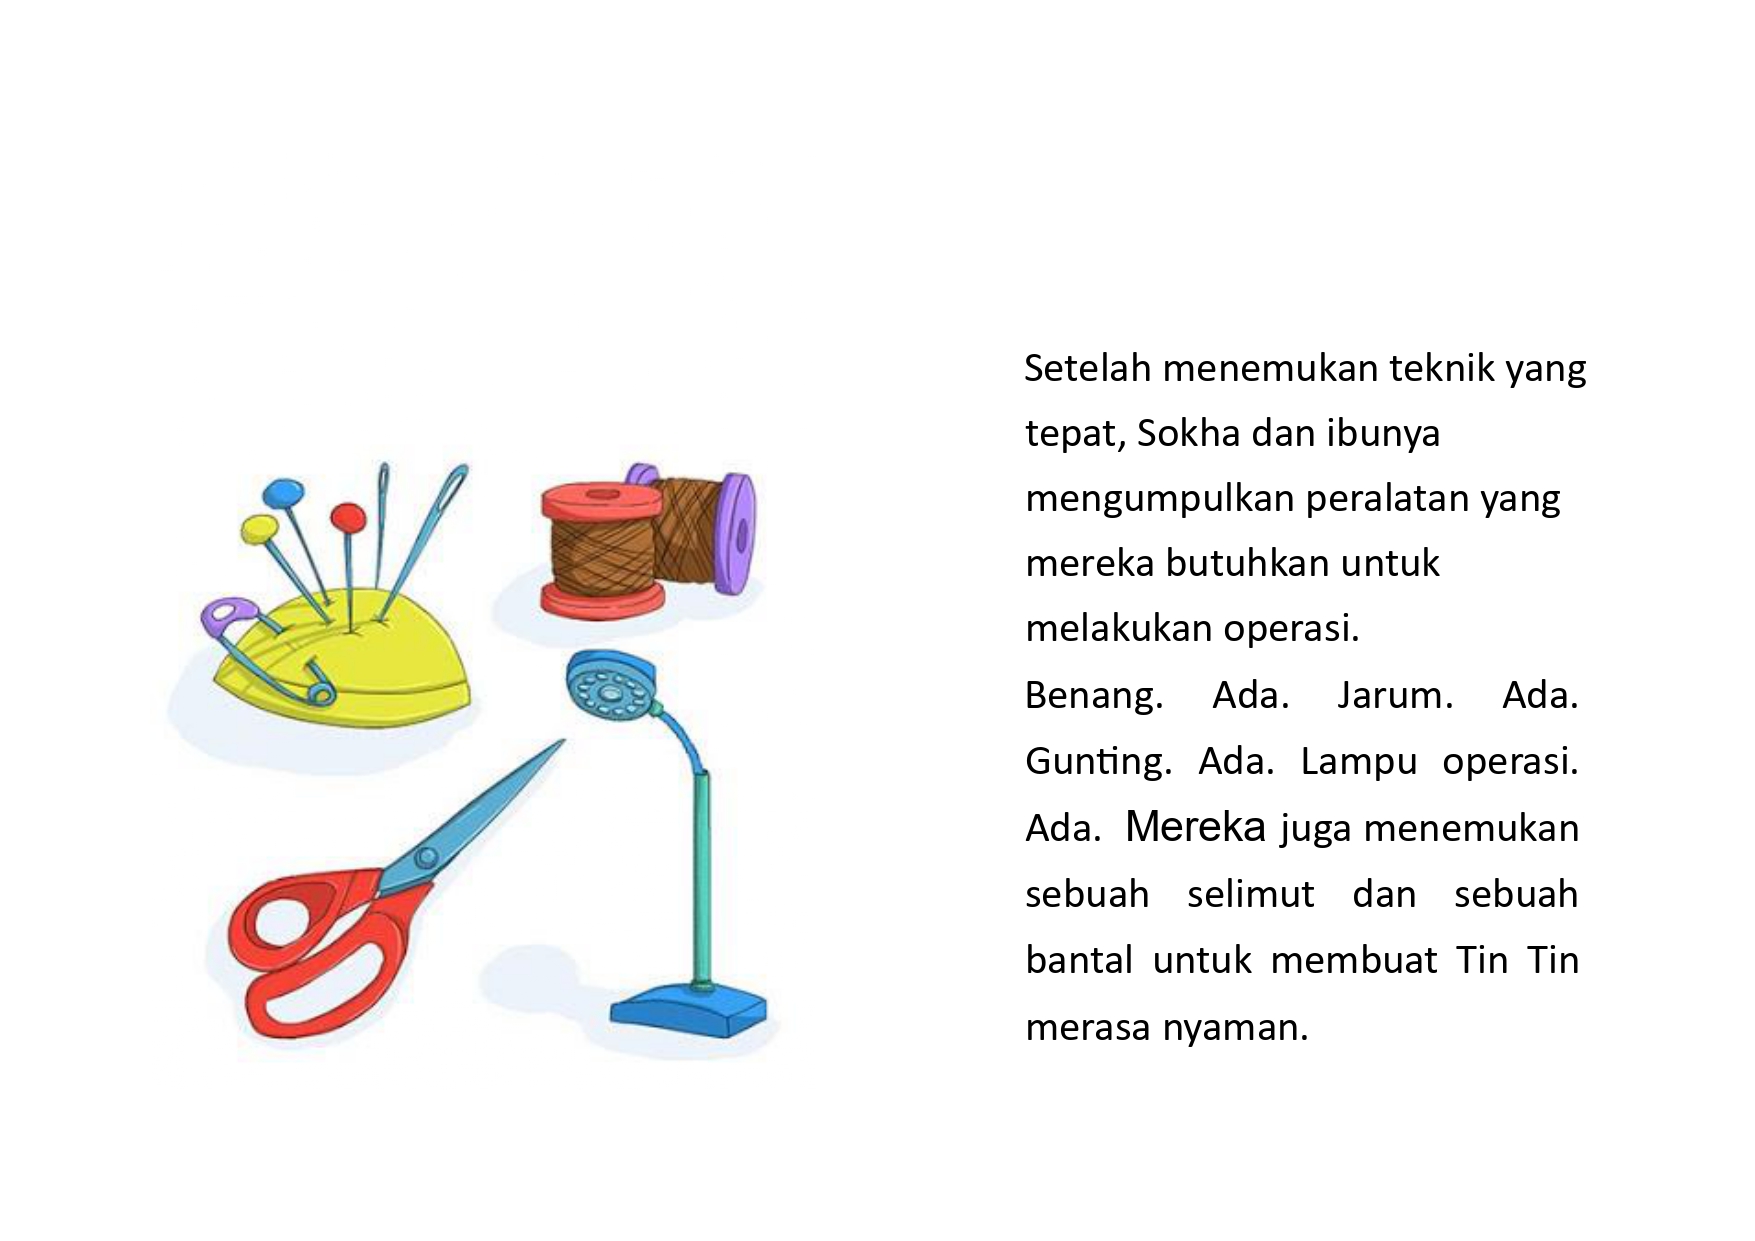 Setelah menemukan teknik yang
tepat, Sokha dan ibunya
mengumpulkan peralatan yang
mereka butuhkan untuk
melakukan operasi.
Benang. Ada. Jarum. Ada.
Gunting. Ada. Lampu operasi.
Ada. Mereka juga menemukan
sebuah selimut dan sebuah
bantal untuk membuat Tin Tin
merasa nyaman.